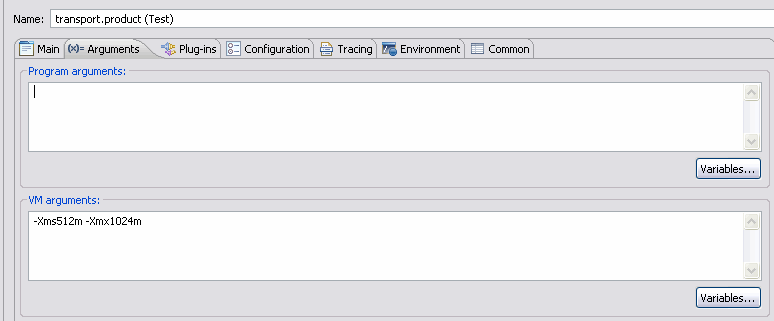 Name: transport.product (Test)
Main (x)= Arguments Plug-ins Configuration Tracing Environment Common
Program arguments:
Variables...
VM arguments:
-Xms512m -Xmx1024m
Variables...